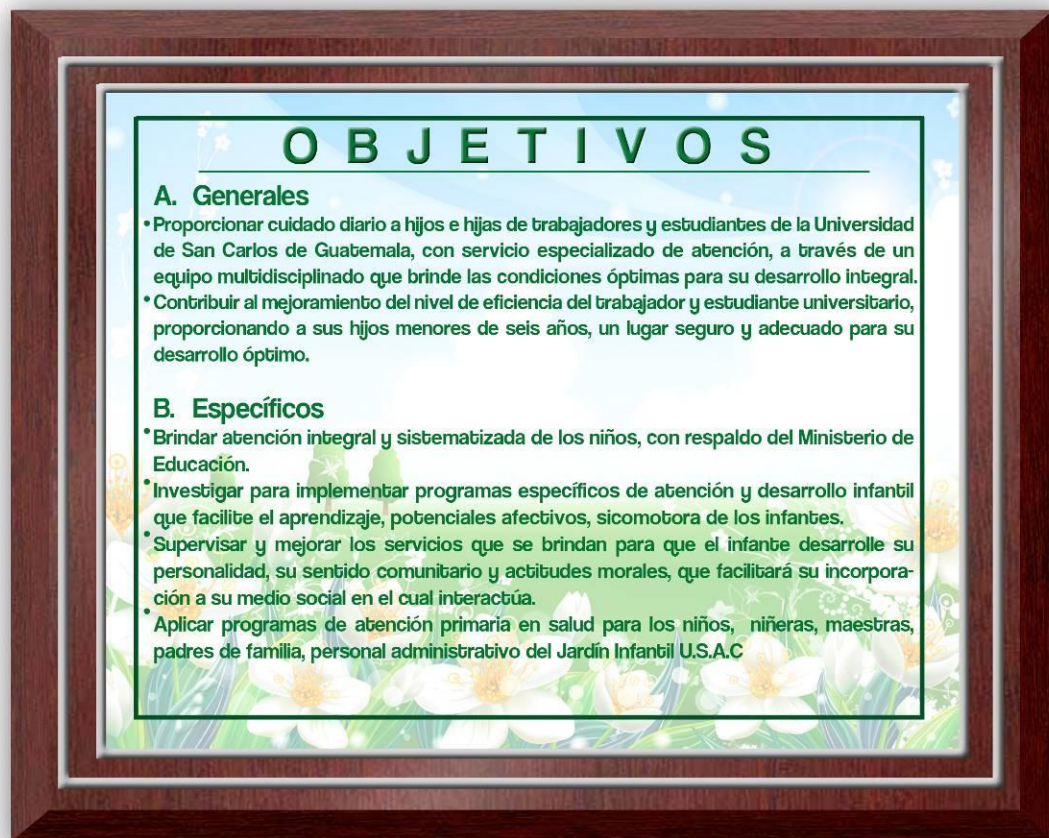 OBJETIVOS
A. Generales
• Proporcionar cuidado diario a hijos e hijas de trabajadores y estudiantes de la Universidad
de San Carlos de Guatemala, con servicio especializado de atención, a través de un
equipo multidisciplinado que brinde las condiciones óptimas para su desarrollo integral.
• Contribuir al mejoramiento del nivel de eficiencia del trabajador y estudiante universitario,
proporcionando a sus hijos menores de seis años, un lugar seguro y adecuado para su
desarrollo óptimo.
B. Específicos
• Brindar atención integral y sistematizada de los niños, con respaldo del Ministerio de
Educación.
• Investigar para implementar programas específicos de atención y desarrollo infantil
que facilite el aprendizaje, potenciales afectivos, sicomotora de los infantes.
• Supervisar y mejorar los servicios que se brindan para que el infante desarrolle su
personalidad, su sentido comunitario y actitudes morales, que facilitará su incorpora-
ción a su medio social en el cual interactúa.
• Aplicar programas de atención primaria en salud para los niños, niñeras, maestras,
padres de familia, personal administrativo del Jardín Infantil U.S.A.C